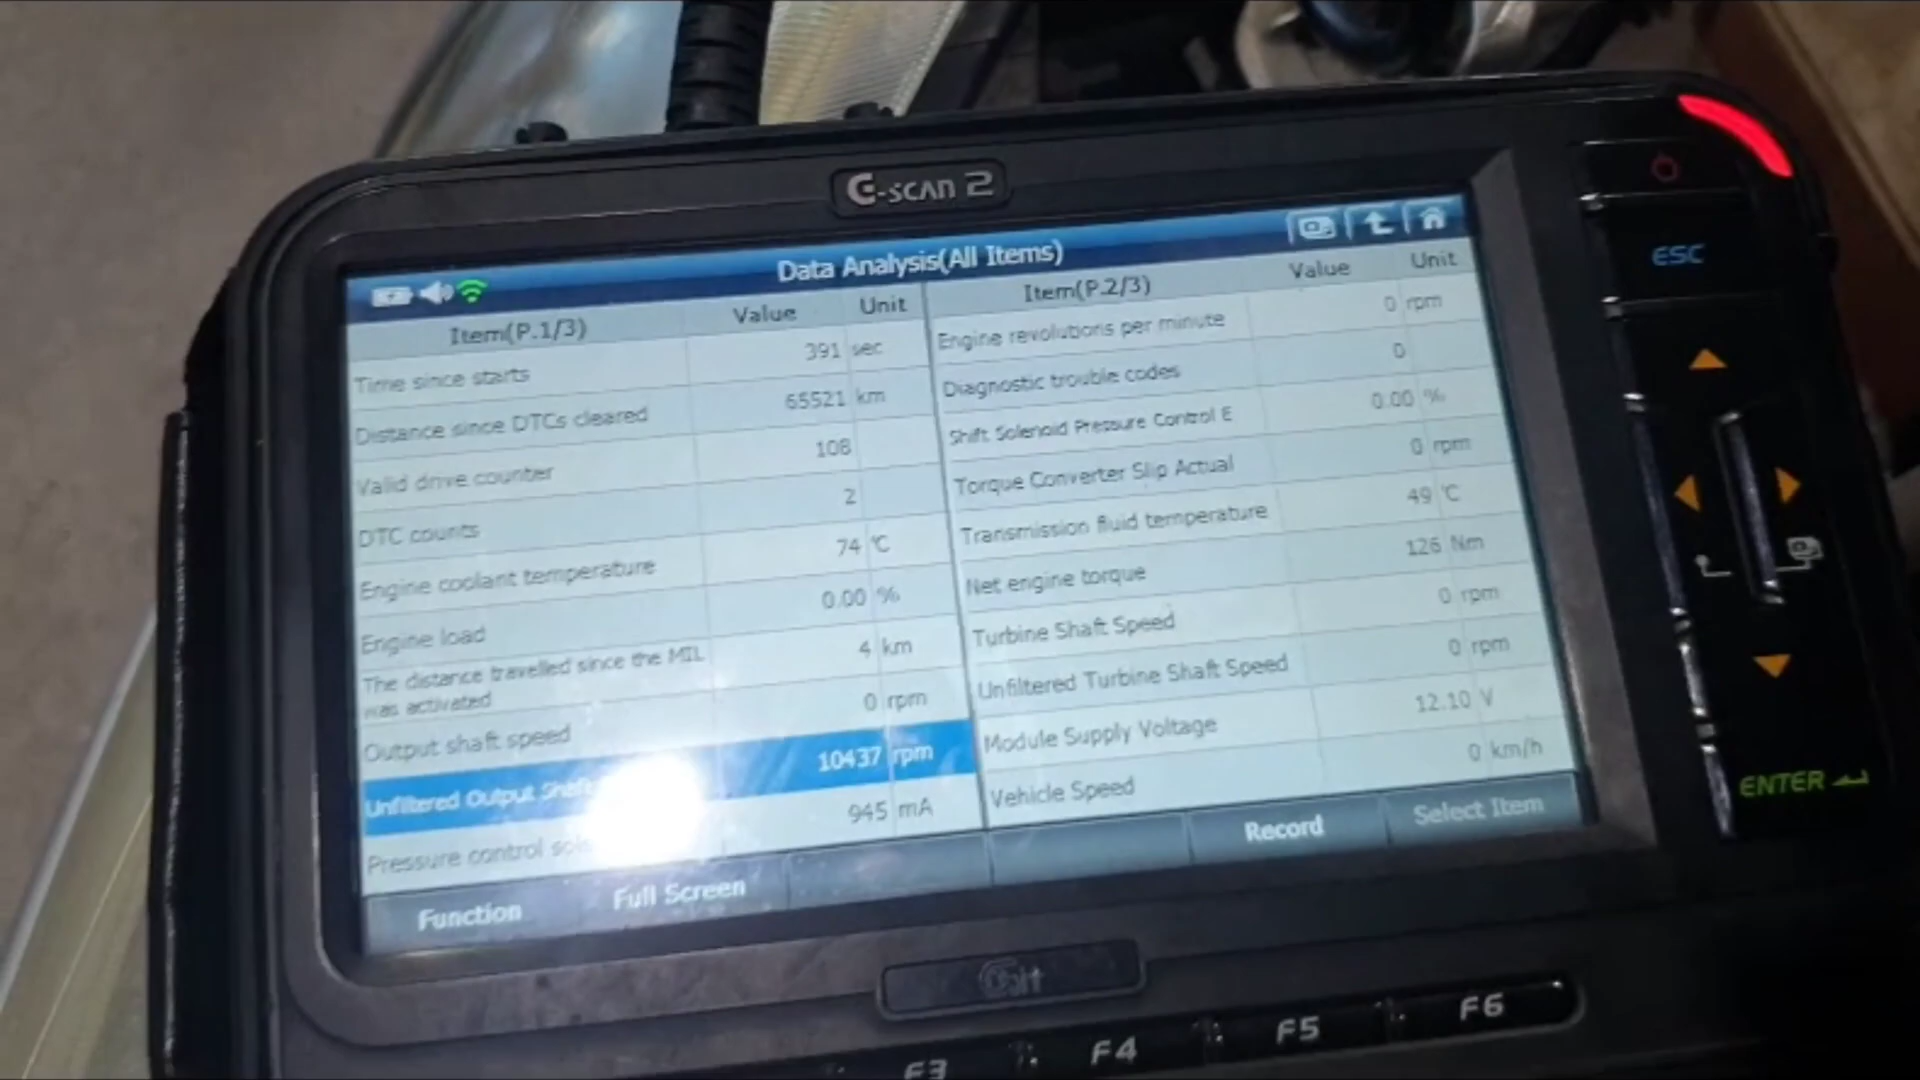 G-SCAN 2
Data Analysis(All Items)
Item(P.1/3) Value Unit
Time since starts 391 sec
Distance since DTCs cleared 65521 km
Valid drive counter 108
DTC counts 2
Engine coolant temperature 74 ℃
Engine load 0.00 %
The distance travelled since the MIL
was activated 4 km
Output shaft speed 0 rpm
Unfiltered Output Shaft 10437 rpm
Pressure control 945 mA
Item(P.2/3) Value Unit
Engine revolutions per minute 0 rpm
Diagnostic trouble codes 0
Shift Solenoid Pressure Control E 0.00 %
Torque Converter Slip Actual 0 rpm
Transmission fluid temperature 49 ℃
Net engine torque 126 Nm
Turbine Shaft Speed 0 rpm
Unfiltered Turbine Shaft Speed 0 rpm
Module Supply Voltage 12.10 V
Vehicle Speed 0 km/h
Function Full Screen Record Select Item
ESC
ENTER
F3 F4 F5 F6